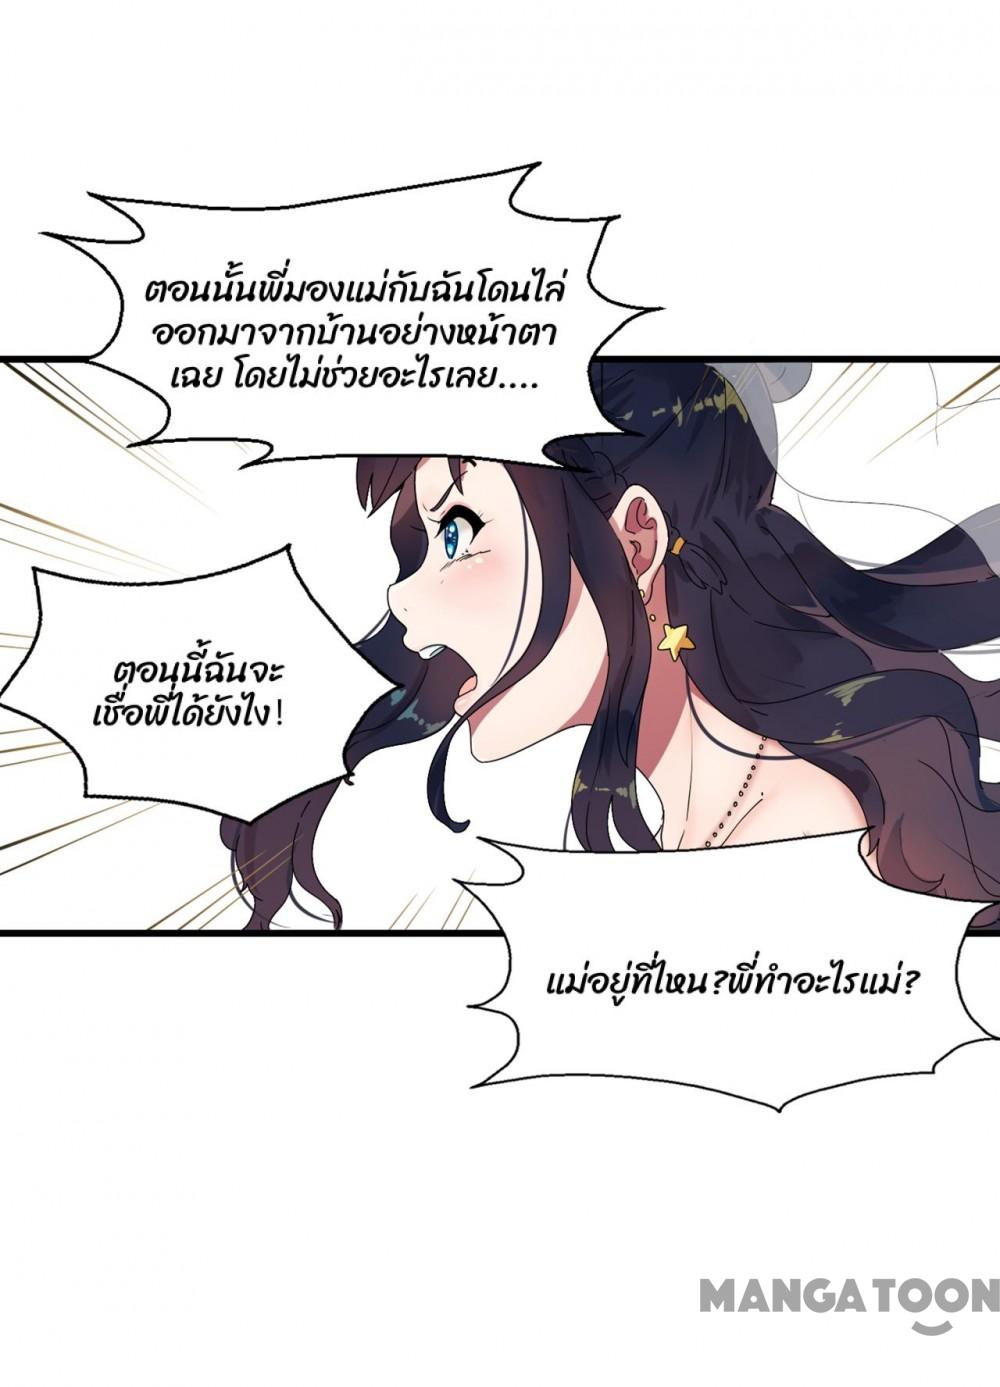 ตอนนั้นพี่มองแม่กับฉันโดนไล่
ออกมาจากบ้านอย่างหน้าตา
เฉย โดยไม่ช่วยอะไรเลย....
ตอนนี้ฉันจะ
เชื่อพี่ได้ยังไง!
แม่อยู่ที่ไหน?พี่ทำอะไรแม่?
MANGATOON